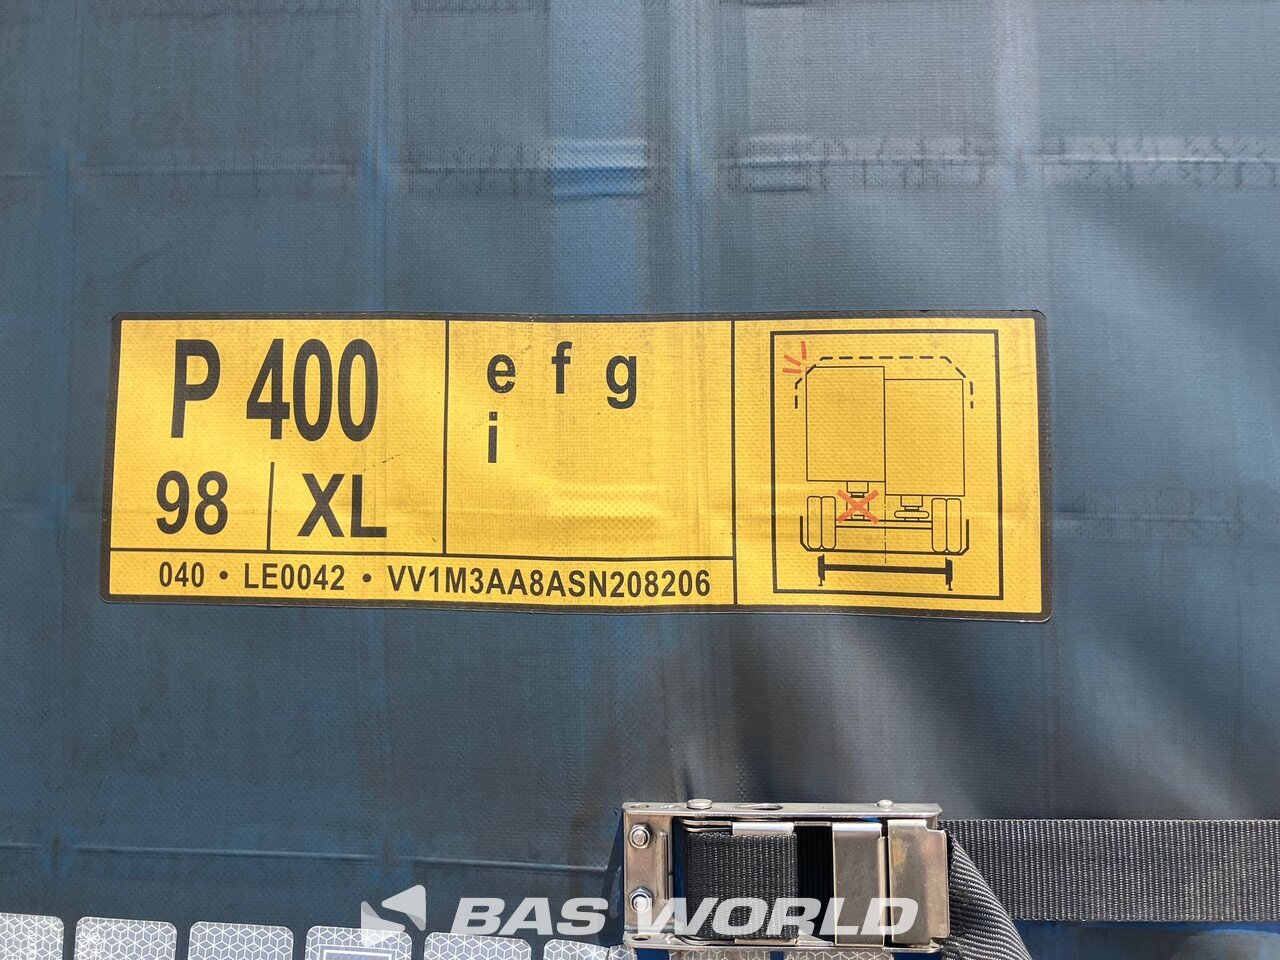 P 400
98 XL
e f g
i
040 • LE0042 • VV1M3AA8ASN208206
BAS WORLD